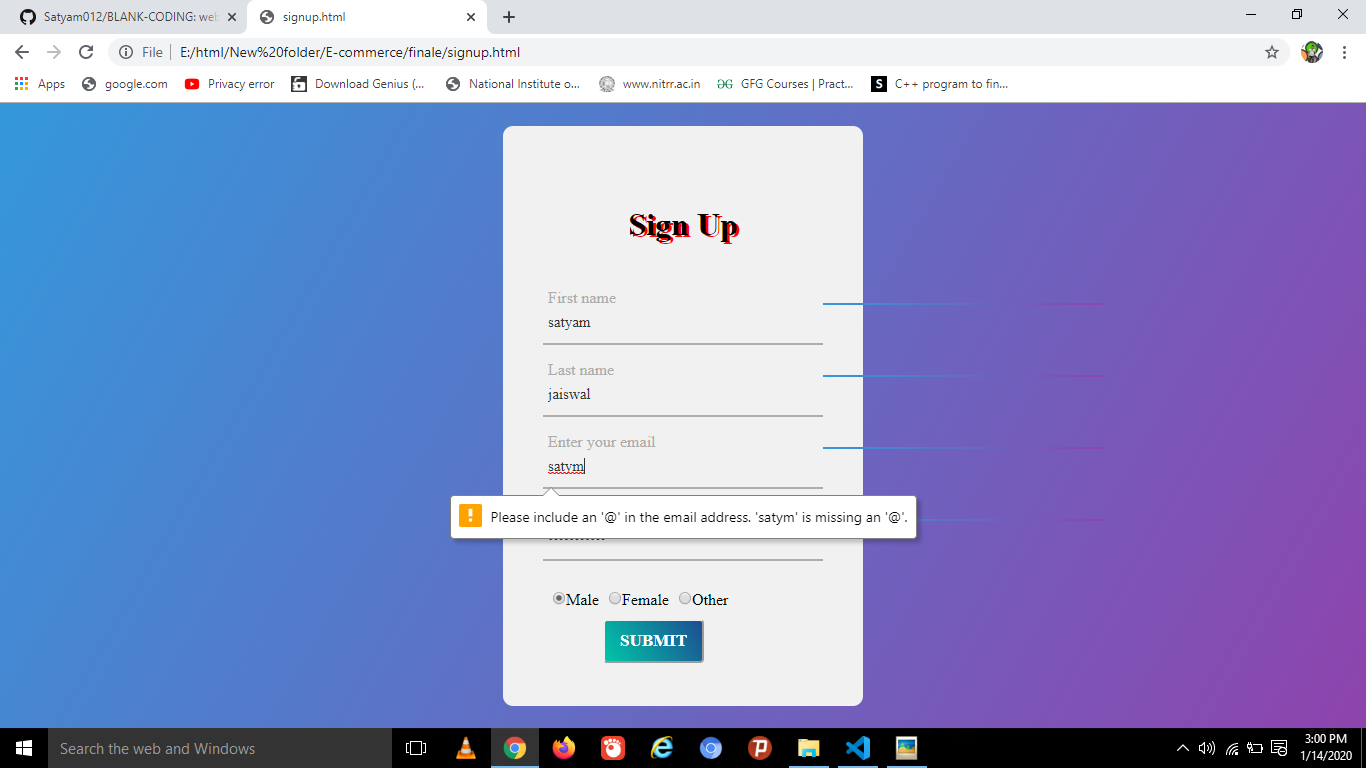 Satyam012/BLANK-CODING: web
signup.html
File
E:/html/New%20folder/E-commerce/finale/signup.html
Apps
google.com
Privacy error
Download Genius (...
National Institute o...
www.nitrr.ac.in
GFG Courses | Pract...
S
C++ program to fin...
Sign Up
First name
satyam
Last name
jaiswal
Enter your email
satym
Please include an '@' in the email address. 'satym' is missing an '@'.
Male
Female
Other
SUBMIT
Search the web and Windows
3:00 PM
1/14/2020